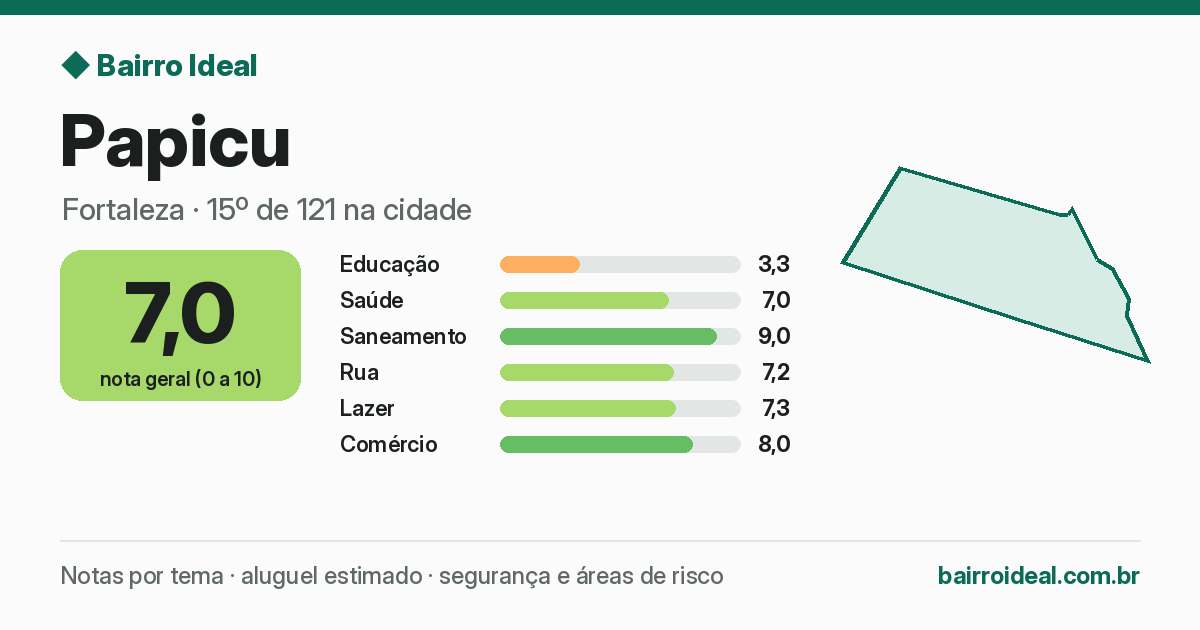 Bairro Ideal
Papicu
Fortaleza · 15º de 121 na cidade
7,0
nota geral (0 a 10)
Educação 3,3
Saúde 7,0
Saneamento 9,0
Rua 7,2
Lazer 7,3
Comércio 8,0
Notas por tema · aluguel estimado · segurança e áreas de risco
bairroideal.com.br